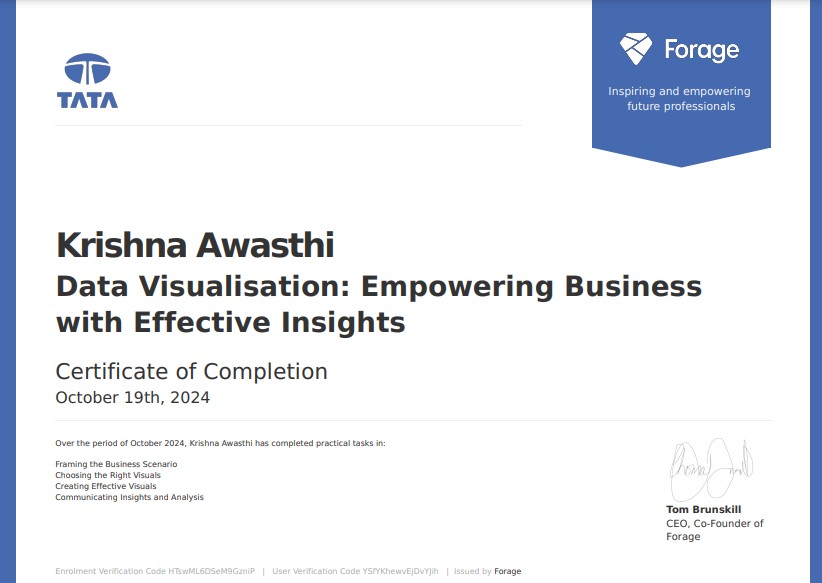 TATA
Forage
Inspiring and empowering
future professionals
Krishna Awasthi
Data Visualisation: Empowering Business
with Effective Insights
Certificate of Completion
October 19th, 2024
Over the period of October 2024, Krishna Awasthi has completed practical tasks in:
Framing the Business Scenario
Choosing the Right Visuals
Creating Effective Visuals
Communicating Insights and Analysis
Tom Brunskill
CEO, Co-Founder of
Forage
Enrolment Verification Code HTswML6DSeM9GzniP | User Verification Code YSfYKhewvEjDvYJih | Issued by Forage